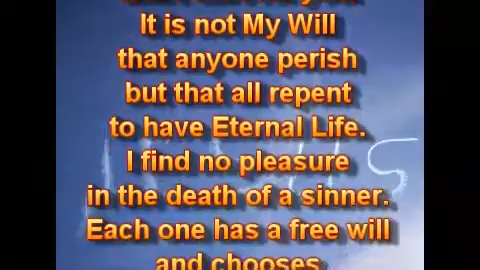 It is not My Will
that anyone perish
but that all repent
to have Eternal Life.
I find no pleasure
in the death of a sinner.
Each one has a free will
and chooses